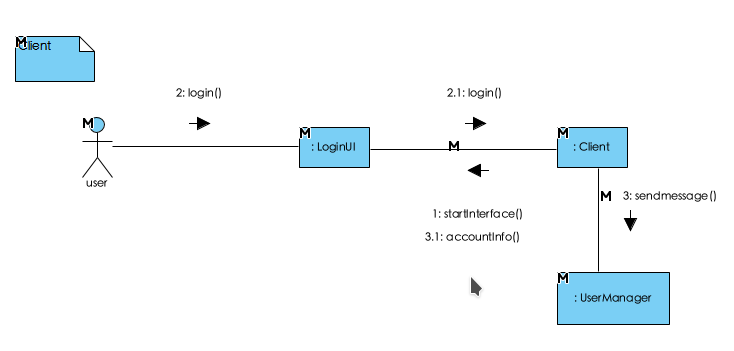 Client
2: login()
2.1: login()
M
user
M
: LoginUI
M
M
: Client
M
1: startInterface()
3.1: accountInfo()
M
3: sendmessage()
M
: UserManager
M